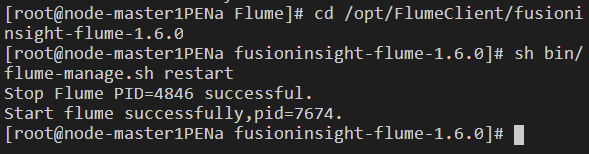 [root@node-master1PENa Flume]# cd /opt/FlumeClient/fusioni
nsight-flume-1.6.0
[root@node-master1PENa fusioninsight-flume-1.6.0]# sh bin/
flume-manage.sh restart
Stop Flume PID=4846 successful.
Start flume successfully,pid=7674.
[root@node-master1PENa fusioninsight-flume-1.6.0]#